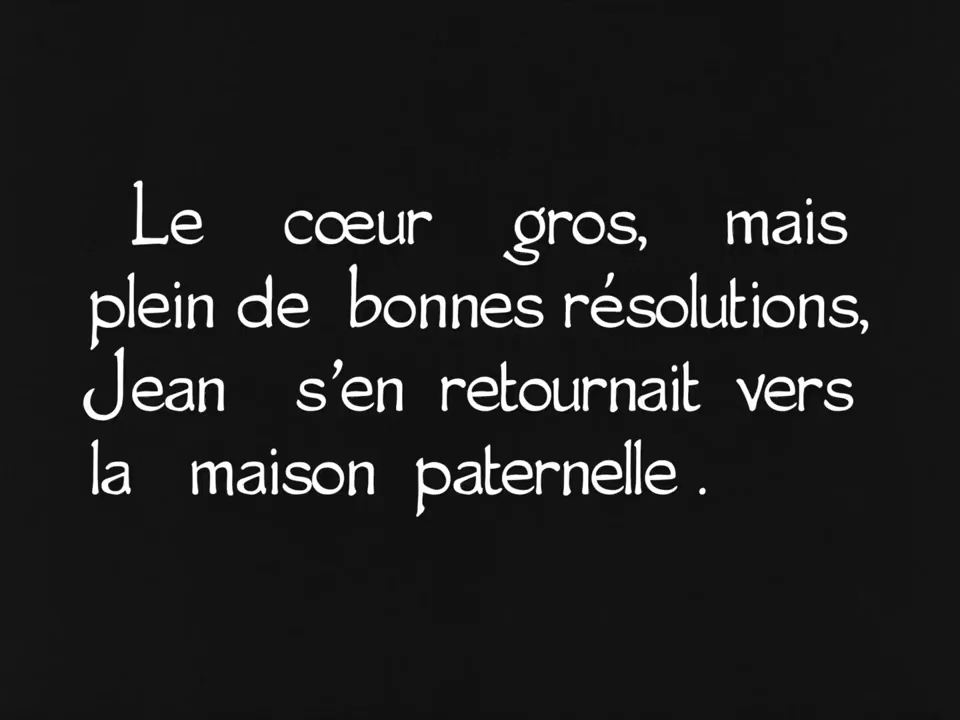 Le cœur gros, mais
plein de bonnes résolutions,
Jean s'en retournait vers
la maison paternelle.